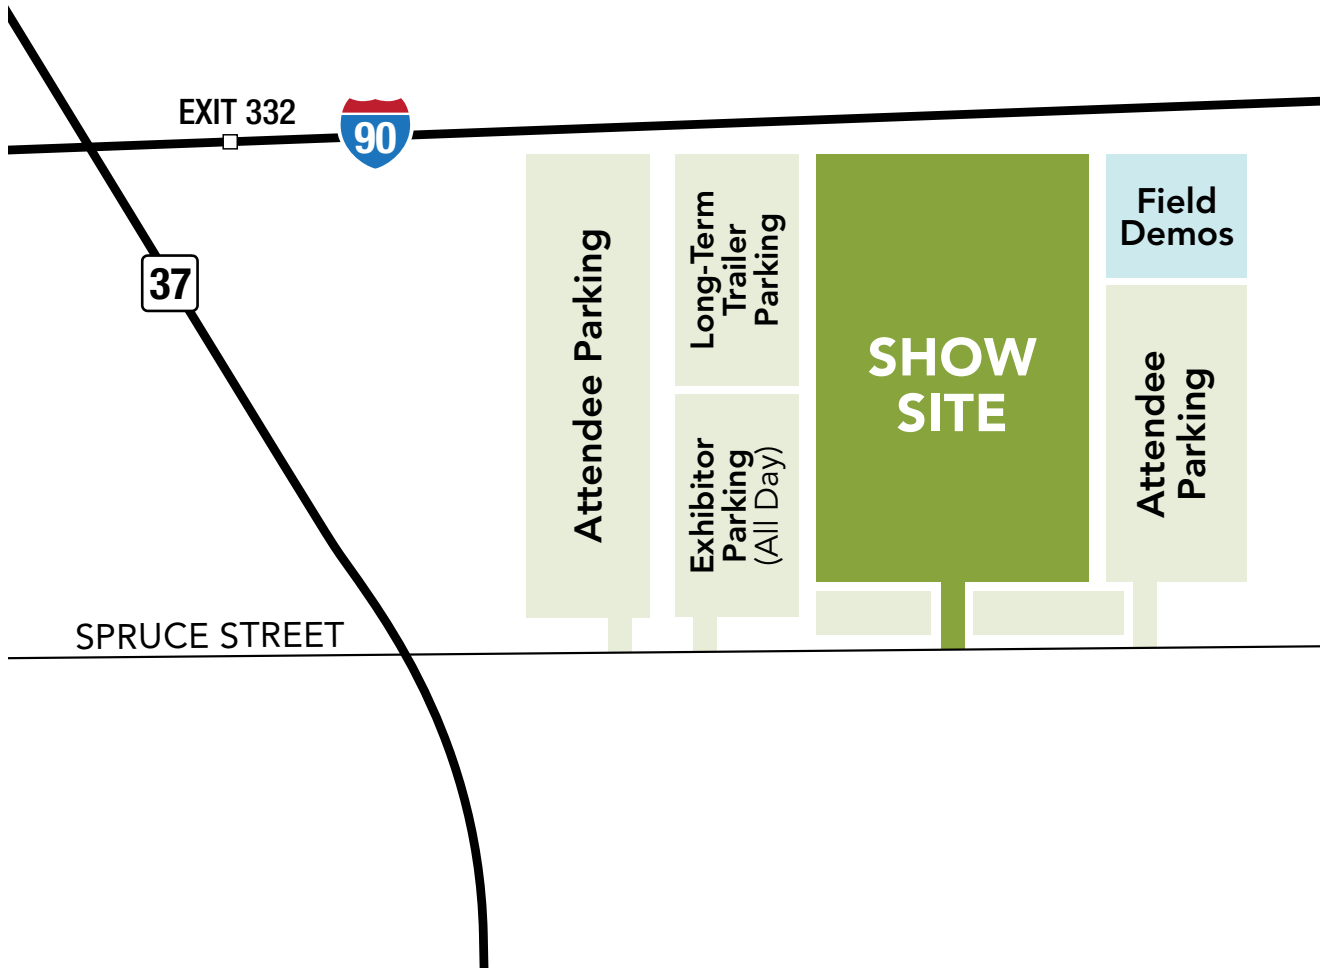 EXIT 332
90
37
Attendee Parking
Long-Term
Trailer
Parking
Exhibitor
Parking
(All Day)
SHOW
SITE
Field
Demos
Attendee
Parking
SPRUCE STREET